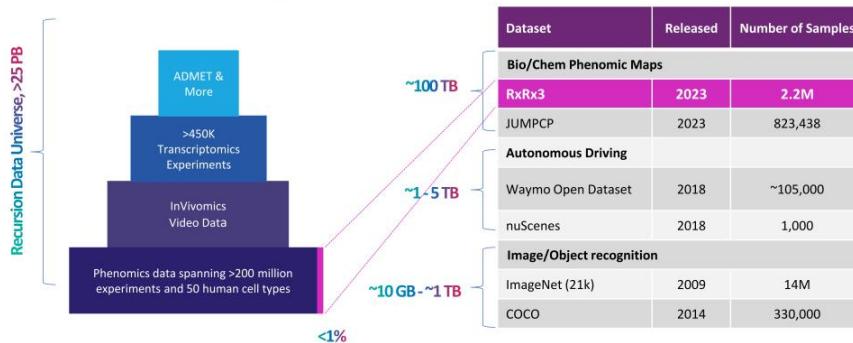 Recursion Data Universe, >25 PB
ADMET &
More
>450K
Transcriptomics
Experiments
InVivomics
Video Data
Phenomics data spanning >200 million
experiments and 50 human cell types
<1%
~100 TB
~1 - 5 TB
~10 GB - ~1 TB
Dataset Released Number of Samples
Bio/Chem Phenomic Maps
RxRx3 2023 2.2M
JUMPCP 2023 823,438
Autonomous Driving
Waymo Open Dataset 2018 ~105,000
nuScenes 2018 1,000
Image/Object recognition
ImageNet (21k) 2009 14M
COCO 2014 330,000